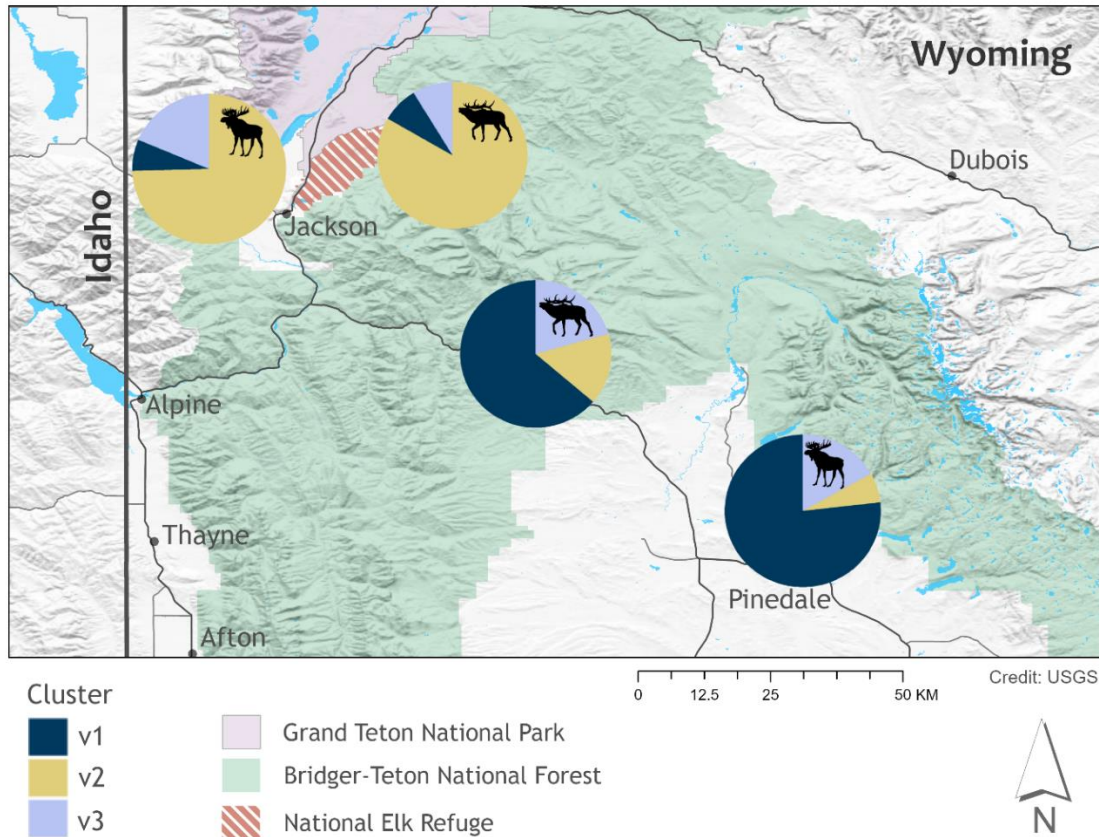 Wyoming
Idaho
Dubois
Jackson
Alpine
Thayne
Pinedale
Afton
Credit: USGS
0 12.5 25 50 KM
Cluster
v1
v2
v3
Grand Teton National Park
Bridger-Teton National Forest
National Elk Refuge
N